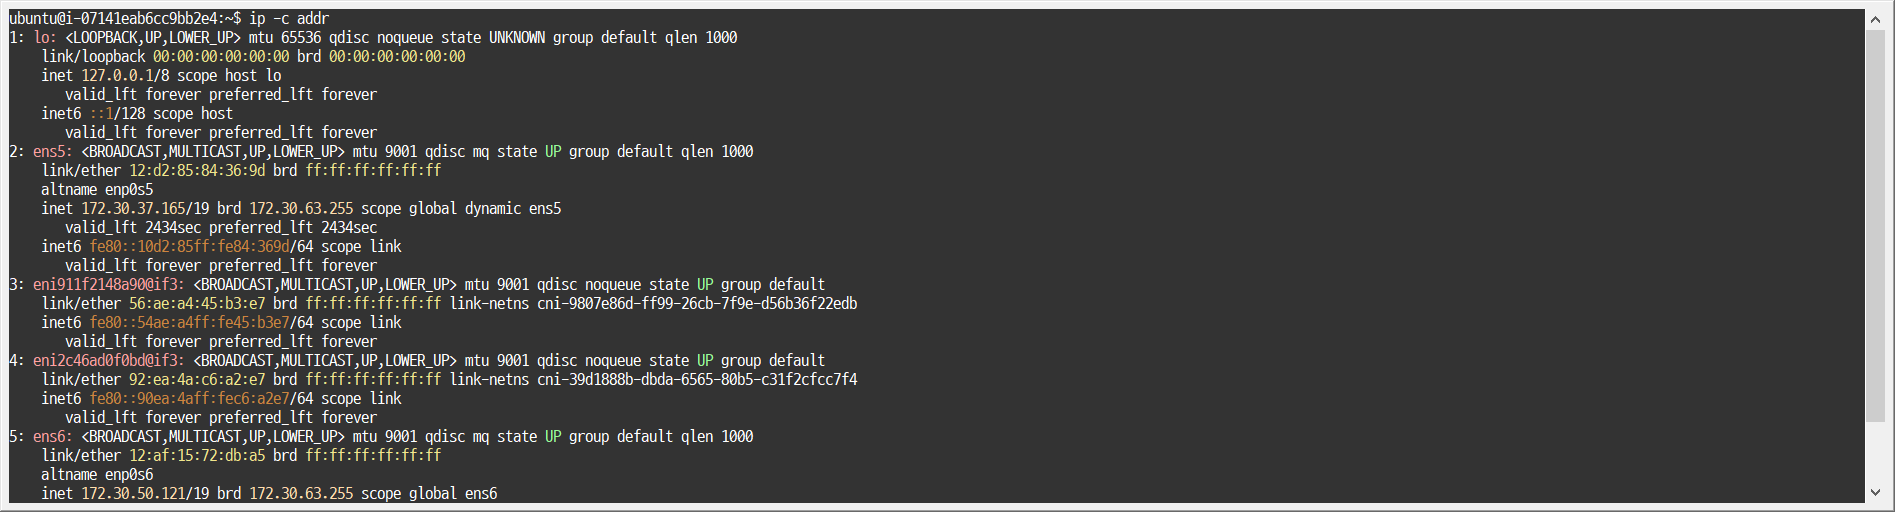 ubuntu@i-07141eab6cc9bb2e4:~$ ip -c addr
1: lo: <LOOPBACK,UP,LOWER_UP> mtu 65536 qdisc noqueue state UNKNOWN group default qlen 1000
    link/loopback 00:00:00:00:00:00 brd 00:00:00:00:00:00
    inet 127.0.0.1/8 scope host lo
       valid_lft forever preferred_lft forever
    inet6 ::1/128 scope host
       valid_lft forever preferred_lft forever
2: ens5: <BROADCAST,MULTICAST,UP,LOWER_UP> mtu 9001 qdisc mq state UP group default qlen 1000
    link/ether 12:d2:85:84:36:9d brd ff:ff:ff:ff:ff:ff
    altname enp0s5
    inet 172.30.37.165/19 brd 172.30.63.255 scope global dynamic ens5
       valid_lft 2434sec preferred_lft 2434sec
    inet6 fe80::10d2:85ff:fe84:369d/64 scope link
       valid_lft forever preferred_lft forever
3: eni911f2148a90@if3: <BROADCAST,MULTICAST,UP,LOWER_UP> mtu 9001 qdisc noqueue state UP group default
    link/ether 56:ae:a4:45:b3:e7 brd ff:ff:ff:ff:ff:ff link-netns cni-9807e86d-ff99-26cb-7f9e-d56b36f22edb
    inet6 fe80::54ae:a4ff:fe45:b3e7/64 scope link
       valid_lft forever preferred_lft forever
4: eni2c46ad0f0bd@if3: <BROADCAST,MULTICAST,UP,LOWER_UP> mtu 9001 qdisc noqueue state UP group default
    link/ether 92:ea:4a:c6:a2:e7 brd ff:ff:ff:ff:ff:ff link-netns cni-39d1888b-dbda-6565-80b5-c31f2cfcc7f4
    inet6 fe80::90ea:4aff:fec6:a2e7/64 scope link
       valid_lft forever preferred_lft forever
5: ens6: <BROADCAST,MULTICAST,UP,LOWER_UP> mtu 9001 qdisc mq state UP group default qlen 1000
    link/ether 12:af:15:72:db:a5 brd ff:ff:ff:ff:ff:ff
    altname enp0s6
    inet 172.30.50.121/19 brd 172.30.63.255 scope global ens6